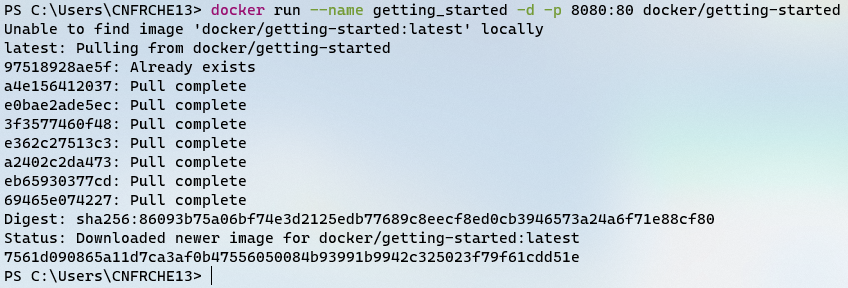 PS C:\Users\CNFRCHE13> docker run --name getting_started -d -p 8080:80 docker/getting-started
Unable to find image 'docker/getting-started:latest' locally
latest: Pulling from docker/getting-started
97518928ae5f: Already exists
a4e156412037: Pull complete
e0bae2ade5ec: Pull complete
3f3577460f48: Pull complete
e362c27513c3: Pull complete
a2402c2da473: Pull complete
eb65930377cd: Pull complete
69465e074227: Pull complete
Digest: sha256:86093b75a06bf74e3d2125edb77689c8eecf8ed0cb3946573a24a6f71e88cf80
Status: Downloaded newer image for docker/getting-started:latest
7561d090865a11d7ca3af0b47556050084b93991b9942c325023f79f61cdd51e
PS C:\Users\CNFRCHE13>